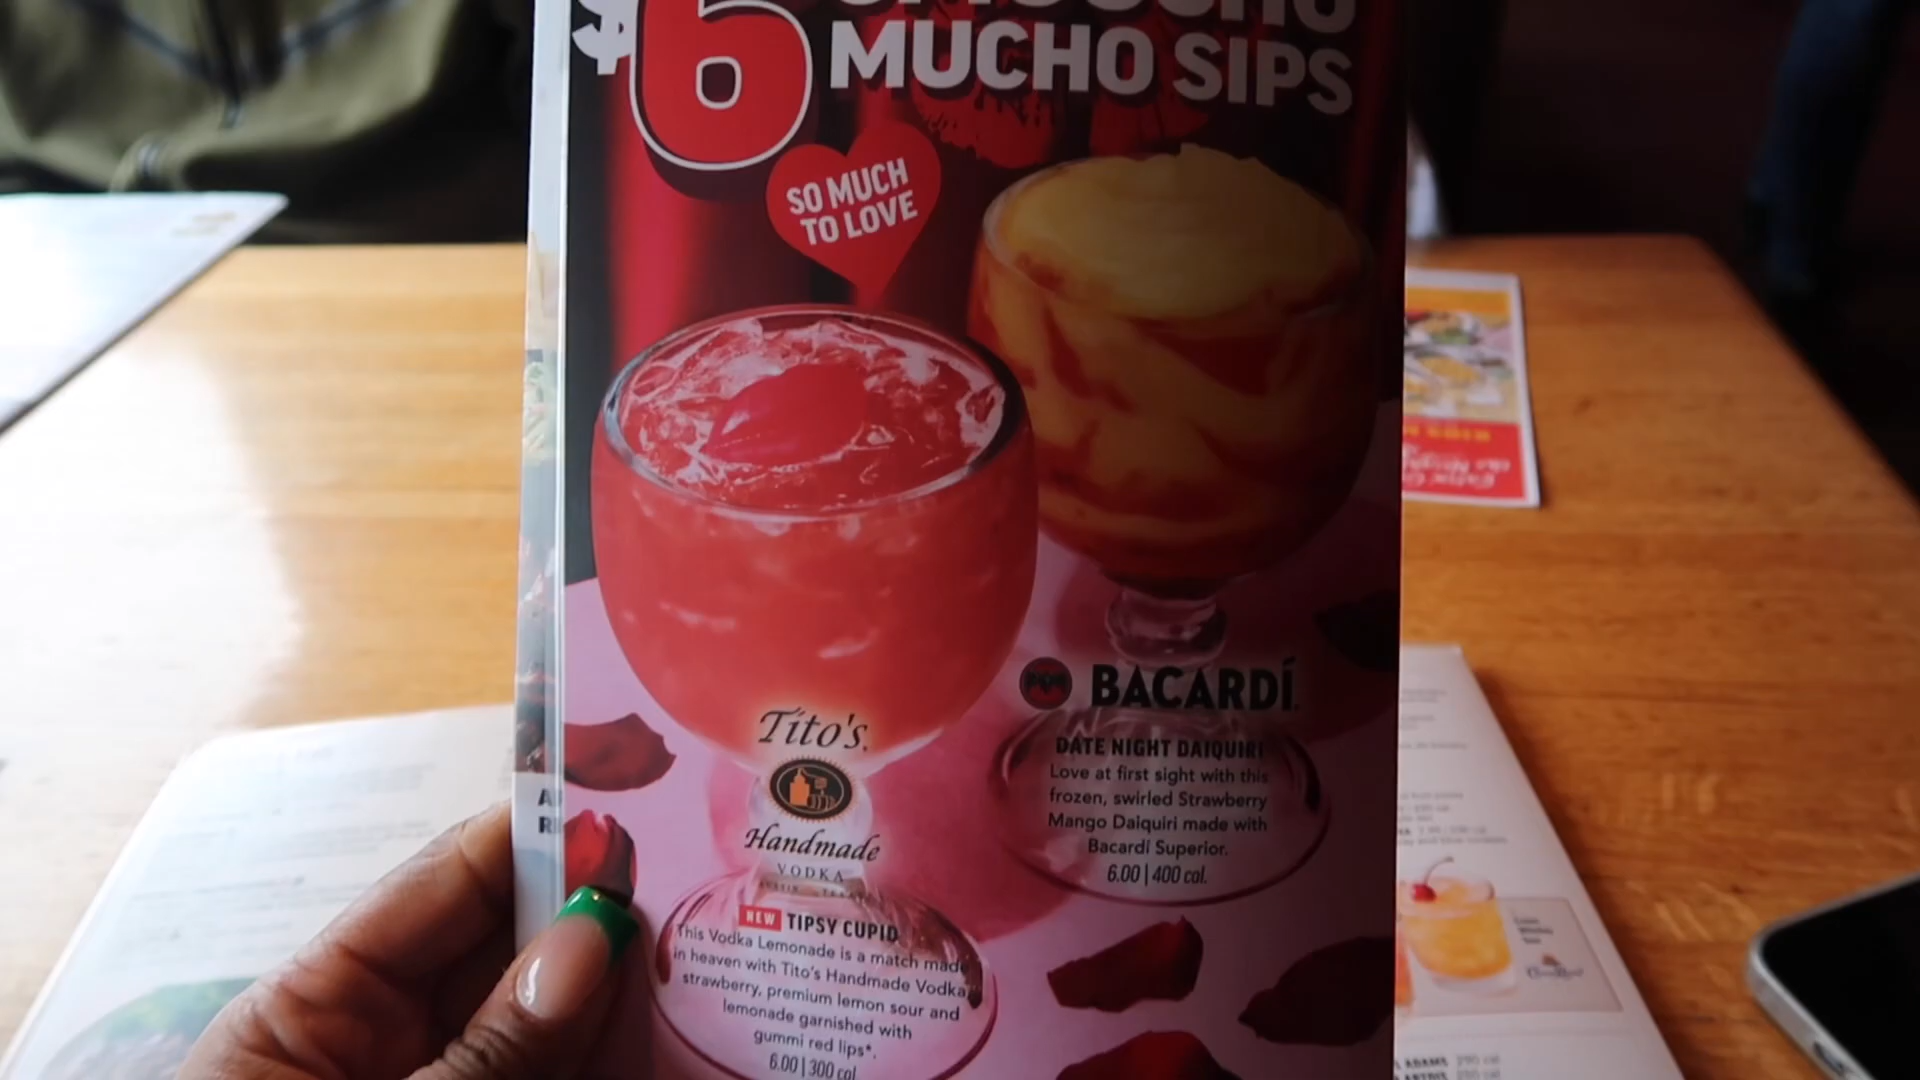 $6
MUCHO SIPS
SO MUCH
TO LOVE
Tito's
Handmade
VODKA
NEW TIPSY CUPID
This Vodka Lemonade is a match made
in heaven with Tito's Handmade Vodka,
strawberry, premium lemon sour and
lemonade garnished with
gummi red lips*.
6.00 | 300 cal.
BACARDÍ
DATE NIGHT DAIQUIRI
Love at first sight with this
frozen, swirled Strawberry
Mango Daiquiri made with
Bacardí Superior.
6.00 | 400 cal.